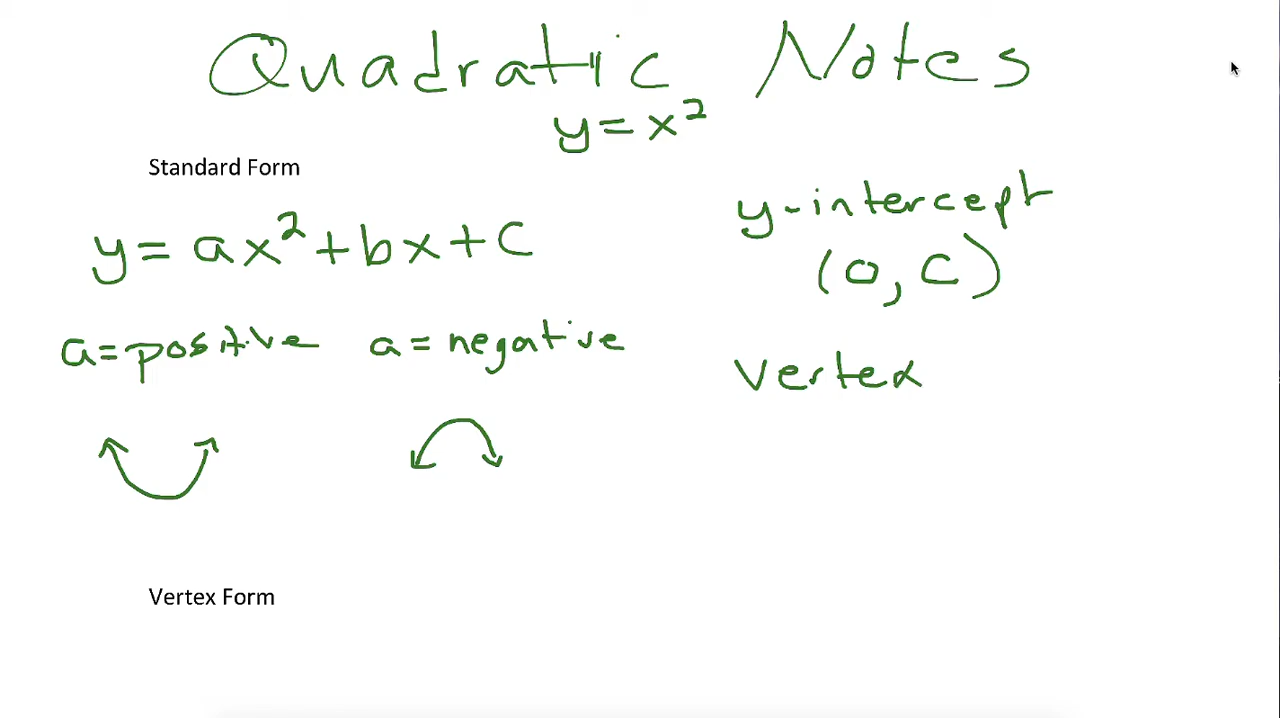 Quadratic Notes
y=x²
Standard Form
y=ax²+bx+c
a=positive a=negative
y-intercept
(0, c)
vertex
Vertex Form